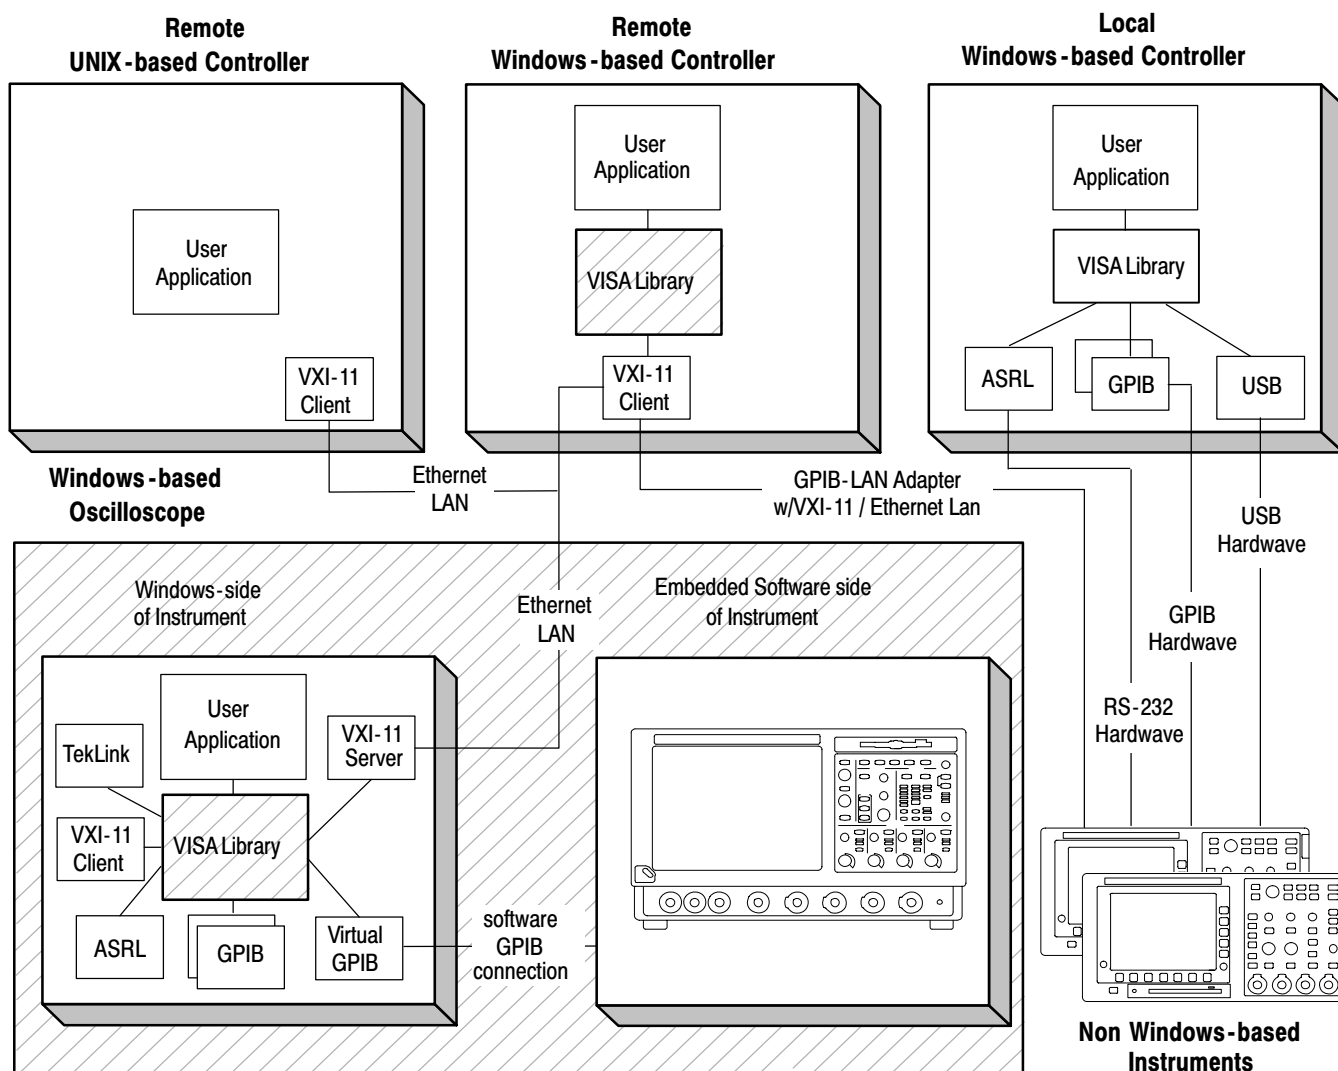 Remote
UNIX-based Controller
Remote
Windows-based Controller
Local
Windows-based Controller
User
Application
VXI-11
Client
User
Application
VISA Library
VXI-11
Client
User
Application
VISA Library
ASRL
GPIB
USB
Ethernet
LAN
GPIB-LAN Adapter
w/VXI-11 / Ethernet Lan
USB
Hardwave
GPIB
Hardwave
RS-232
Hardwave
Windows-based
Oscilloscope
Windows-side
of Instrument
Ethernet
LAN
Embedded Software side
of Instrument
User
Application
TekLink
VXI-11
Server
VXI-11
Client
VISA Library
ASRL
GPIB
Virtual
GPIB
software
GPIB
connection
Non Windows-based
Instruments